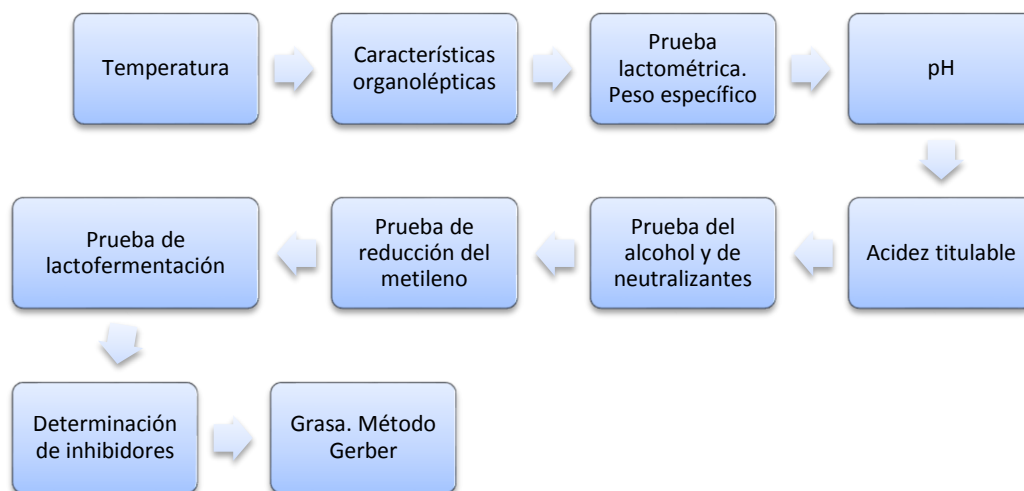 Temperatura
Características
organolépticas
Prueba
lactométrica.
Peso específico
pH
Acidez titulable
Prueba del
alcohol y de
neutralizantes
Prueba de
reducción del
metileno
Prueba de
lactofermentación
Determinación
de inhibidores
Grasa. Método
Gerber